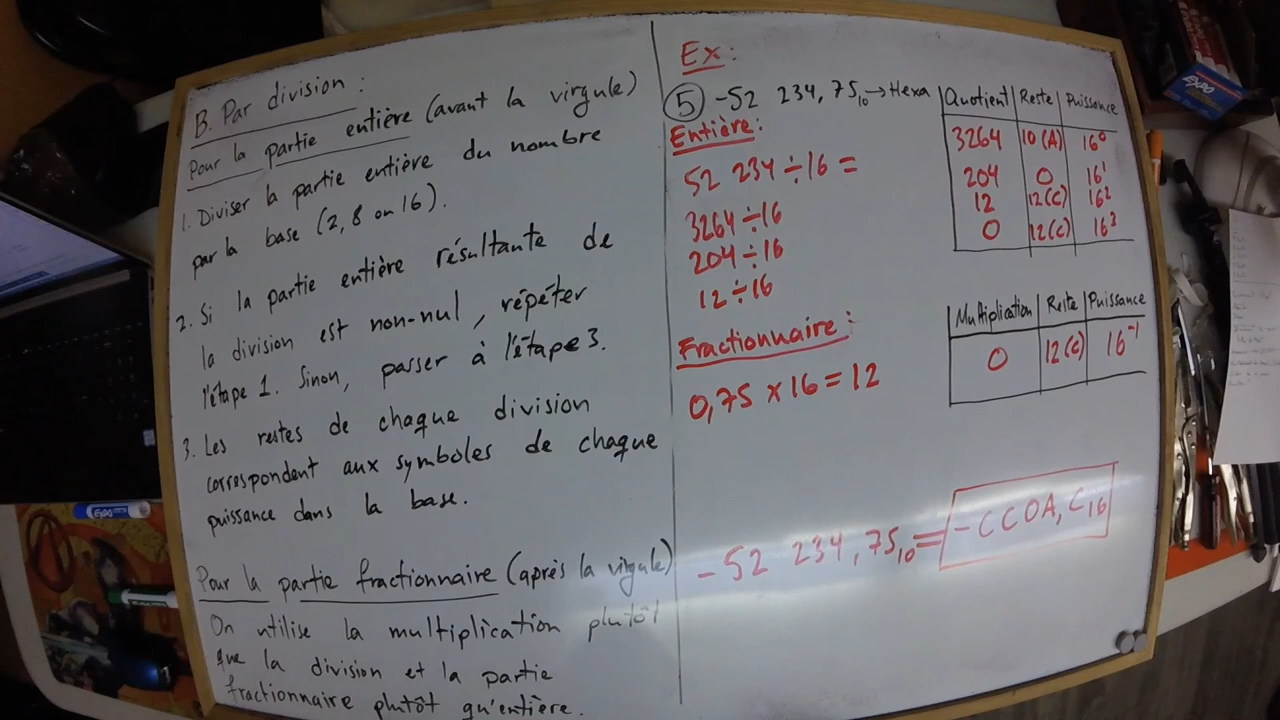 B. Par division :
Pour la partie entière (avant la virgule)
1. Diviser la partie entière du nombre
par la base (2, 8 ou 16).
2. Si la partie entière résultante de
la division est non-nul, répéter
l'étape 1. Sinon, passer à l'étape 3.
3. Les restes de chaque division
correspondent aux symboles de chaque
puissance dans la base.
Pour la partie fractionnaire (après la virgule)
On utilise la multiplication plutôt
que la division et la partie
fractionnaire plutôt qu'entière.
Ex:
5 -52 234,75₁₀→Hexa
Entière:
52 234÷16=
3264÷16
204÷16
12÷16
Fractionnaire:
0,75×16=12
Quotient Reste Puissance
3264 10(A) 16⁰
204 0 16¹
12 12(C) 16²
0 12(C) 16³
Multiplication Reste Puissance
0 12(C) 16⁻¹
-52 234,75₁₀=-CC0A,C₁₆
EXPO
EXPO